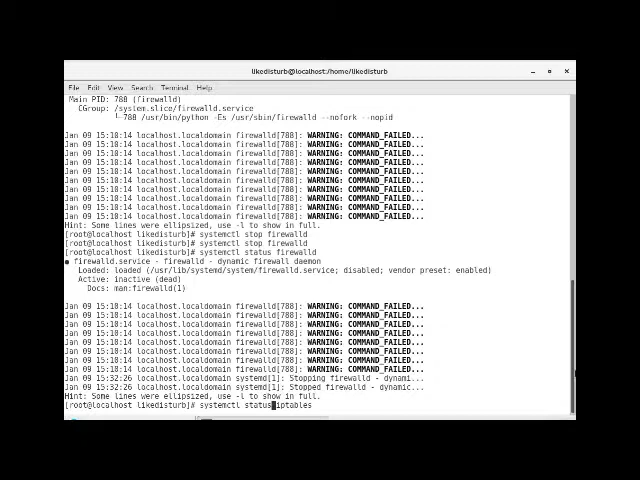 likedisturb@localhost:/home/likedisturb
File Edit View Search Terminal Help
Main PID: 788 (firewalld)
CGroup: /system.slice/firewalld.service
└─788 /usr/bin/python -Es /usr/sbin/firewalld --nofork --nopid
Jan 09 15:18:14 localhost.localdomain firewalld[788]: WARNING: COMMAND_FAILED...
Jan 09 15:18:14 localhost.localdomain firewalld[788]: WARNING: COMMAND_FAILED...
Jan 09 15:18:14 localhost.localdomain firewalld[788]: WARNING: COMMAND_FAILED...
Jan 09 15:18:14 localhost.localdomain firewalld[788]: WARNING: COMMAND_FAILED...
Jan 09 15:18:14 localhost.localdomain firewalld[788]: WARNING: COMMAND_FAILED...
Jan 09 15:18:14 localhost.localdomain firewalld[788]: WARNING: COMMAND_FAILED...
Jan 09 15:18:14 localhost.localdomain firewalld[788]: WARNING: COMMAND_FAILED...
Jan 09 15:18:14 localhost.localdomain firewalld[788]: WARNING: COMMAND_FAILED...
Jan 09 15:18:14 localhost.localdomain firewalld[788]: WARNING: COMMAND_FAILED...
Jan 09 15:18:14 localhost.localdomain firewalld[788]: WARNING: COMMAND_FAILED...
Hint: Some lines were ellipsized, use -l to show in full.
[root@localhost likedisturb]# systemctl stop firewalld
[root@localhost likedisturb]# systemctl stop firewalld
[root@localhost likedisturb]# systemctl status firewalld
● firewalld.service - firewalld - dynamic firewall daemon
Loaded: loaded (/usr/lib/systemd/system/firewalld.service; disabled; vendor preset: enabled)
Active: inactive (dead)
Docs: man:firewalld(1)
Jan 09 15:18:14 localhost.localdomain firewalld[788]: WARNING: COMMAND_FAILED...
Jan 09 15:18:14 localhost.localdomain firewalld[788]: WARNING: COMMAND_FAILED...
Jan 09 15:18:14 localhost.localdomain firewalld[788]: WARNING: COMMAND_FAILED...
Jan 09 15:18:14 localhost.localdomain firewalld[788]: WARNING: COMMAND_FAILED...
Jan 09 15:18:14 localhost.localdomain firewalld[788]: WARNING: COMMAND_FAILED...
Jan 09 15:18:14 localhost.localdomain firewalld[788]: WARNING: COMMAND_FAILED...
Jan 09 15:18:14 localhost.localdomain firewalld[788]: WARNING: COMMAND_FAILED...
Jan 09 15:18:14 localhost.localdomain firewalld[788]: WARNING: COMMAND_FAILED...
Jan 09 15:32:26 localhost.localdomain systemd[1]: Stopping firewalld - dynami...
Jan 09 15:32:26 localhost.localdomain systemd[1]: Stopped firewalld - dynamic...
Hint: Some lines were ellipsized, use -l to show in full.
[root@localhost likedisturb]# systemctl status iptables